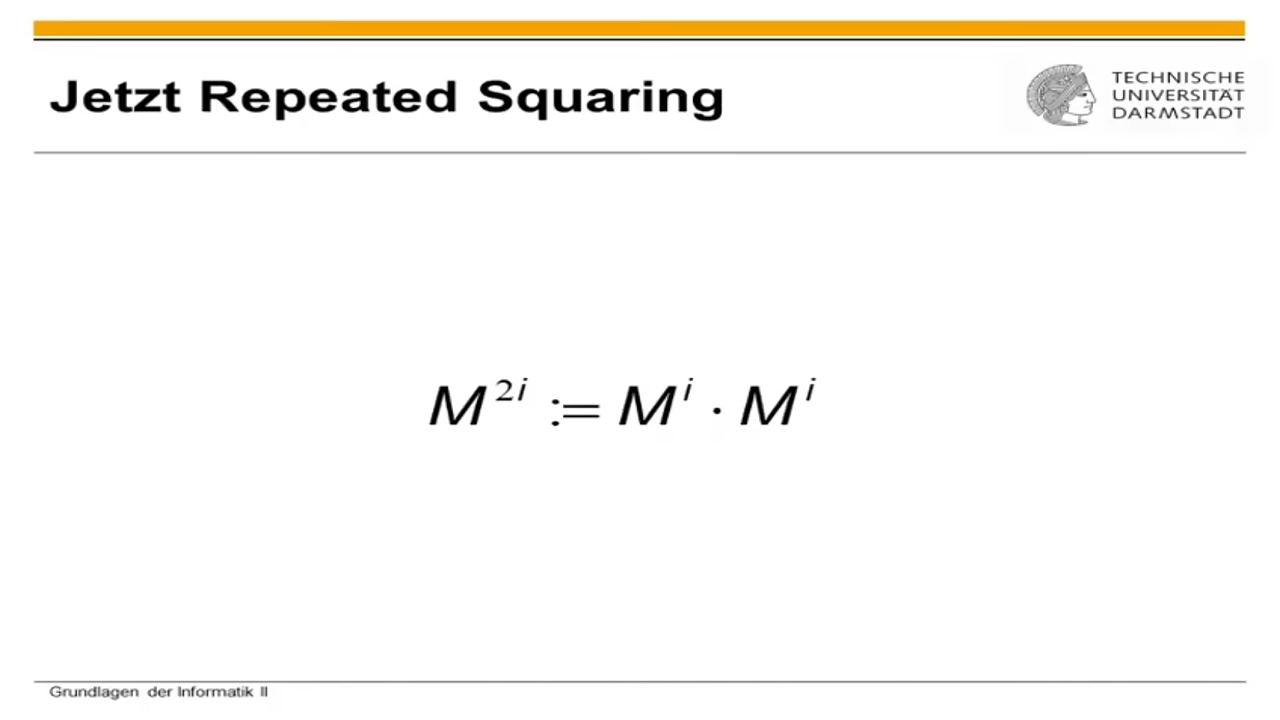 Jetzt Repeated Squaring
TECHNISCHE
UNIVERSITÄT
DARMSTADT
M²ⁱ := Mⁱ · Mⁱ
Grundlagen der Informatik II